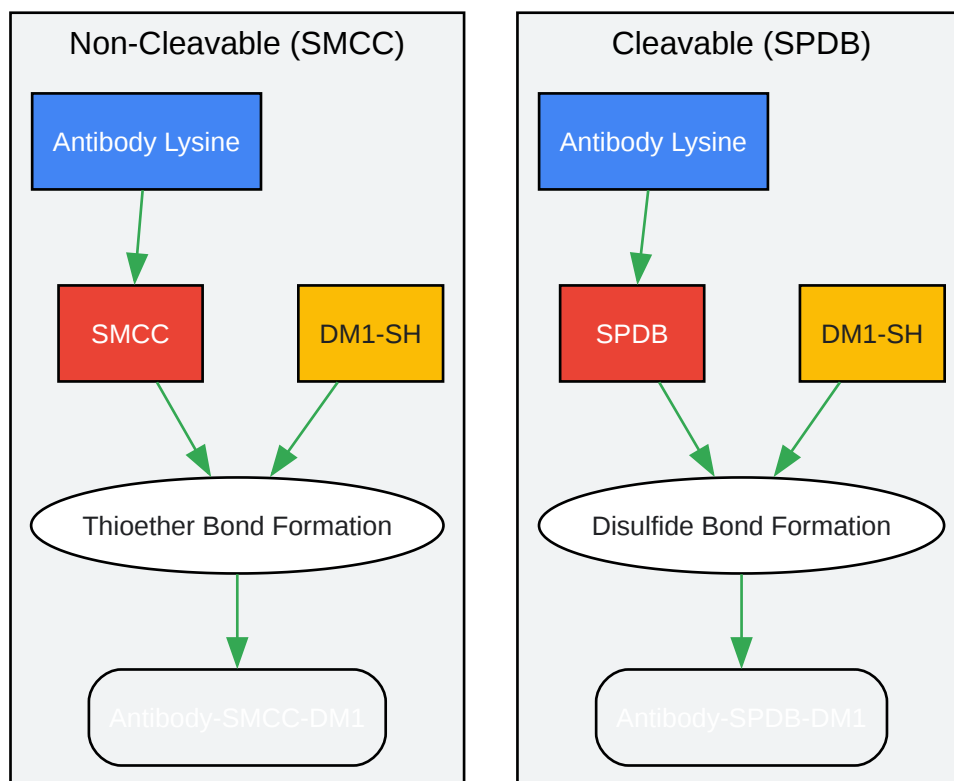 Non-Cleavable (SMCC)
Antibody Lysine
SMCC
DM1-SH
Thioether Bond Formation
Antibody-SMCC-DM1
Cleavable (SPDB)
Antibody Lysine
SPDB
DM1-SH
Disulfide Bond Formation
Antibody-SPDB-DM1